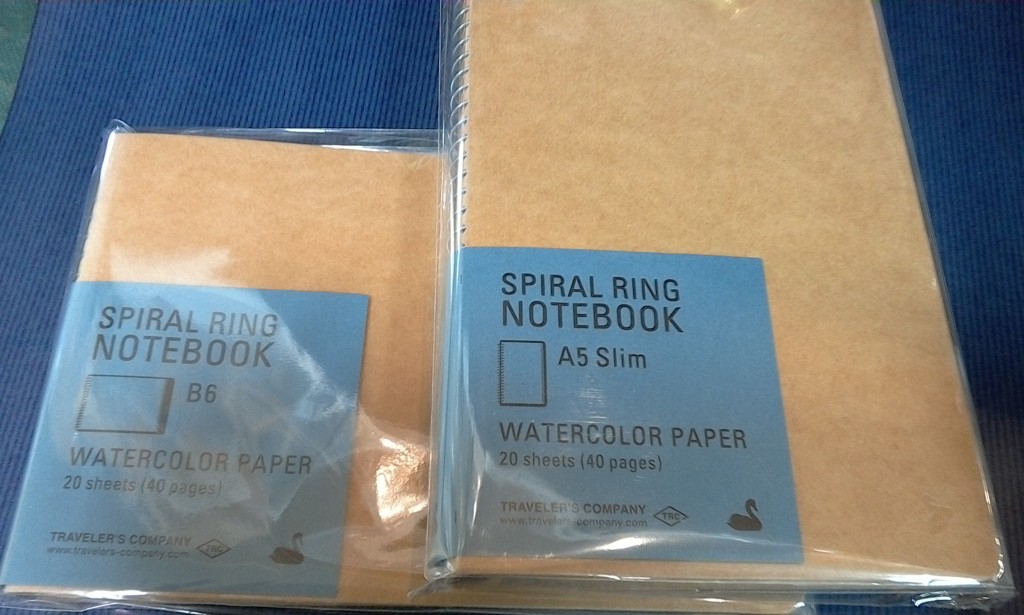 SPIRAL RING
NOTEBOOK
B6
WATERCOLOR PAPER
20 sheets (40 pages)
TRAVELER'S COMPANY
www.travelers-company.com
TRC
SPIRAL RING
NOTEBOOK
A5 Slim
WATERCOLOR PAPER
20 sheets (40 pages)
TRAVELER'S COMPANY
www.travelers-company.com
TRC